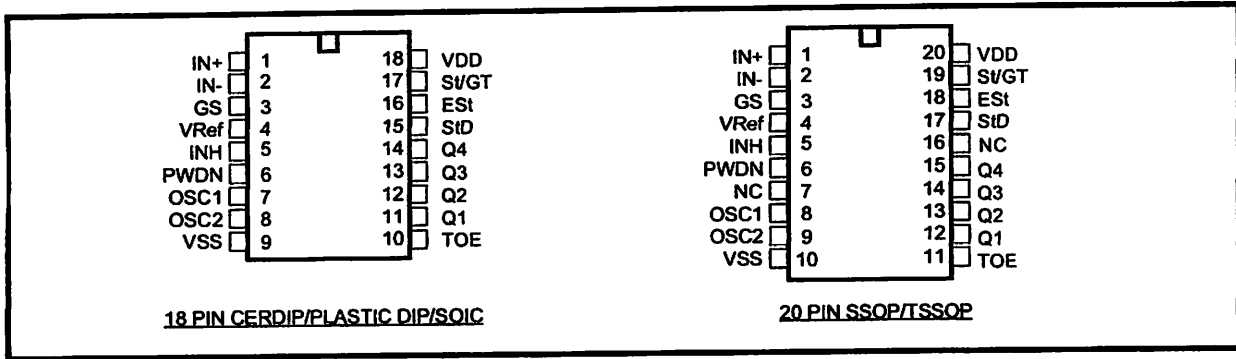 IN+ 1 18 VDD
IN- 2 17 St/GT
GS 3 16 ESt
VRef 4 15 StD
INH 5 14 Q4
PWDN 6 13 Q3
OSC1 7 12 Q2
OSC2 8 11 Q1
VSS 9 10 TOE
18 PIN CERDIP/PLASTIC DIP/SOIC
IN+ 1 20 VDD
IN- 2 19 St/GT
GS 3 18 ESt
VRef 4 17 StD
INH 5 16 NC
PWDN 6 15 Q4
NC 7 14 Q3
OSC1 8 13 Q2
OSC2 9 12 Q1
VSS 10 11 TOE
20 PIN SSOP/TSSOP